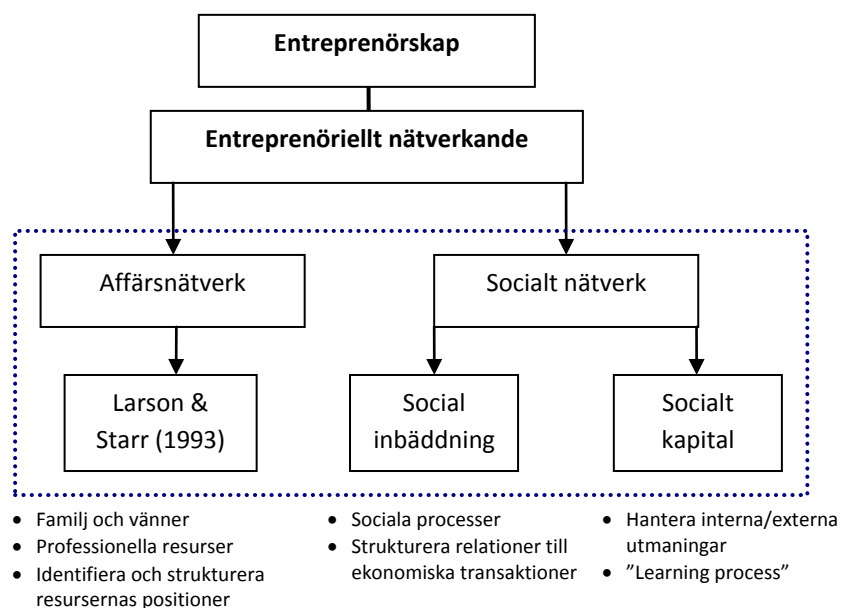 Entreprenörskap
Entreprenöriellt nätverkande
Affärsnätverk
Socialt nätverk
Larson &
Starr (1993)
Social
inbäddning
Socialt
kapital
• Familj och vänner
• Professionella resurser
• Identifiera och strukturera
resursernas positioner
• Sociala processer
• Strukturera relationer till
ekonomiska transaktioner
• Hantera interna/externa
utmaningar
• ”Learning process”